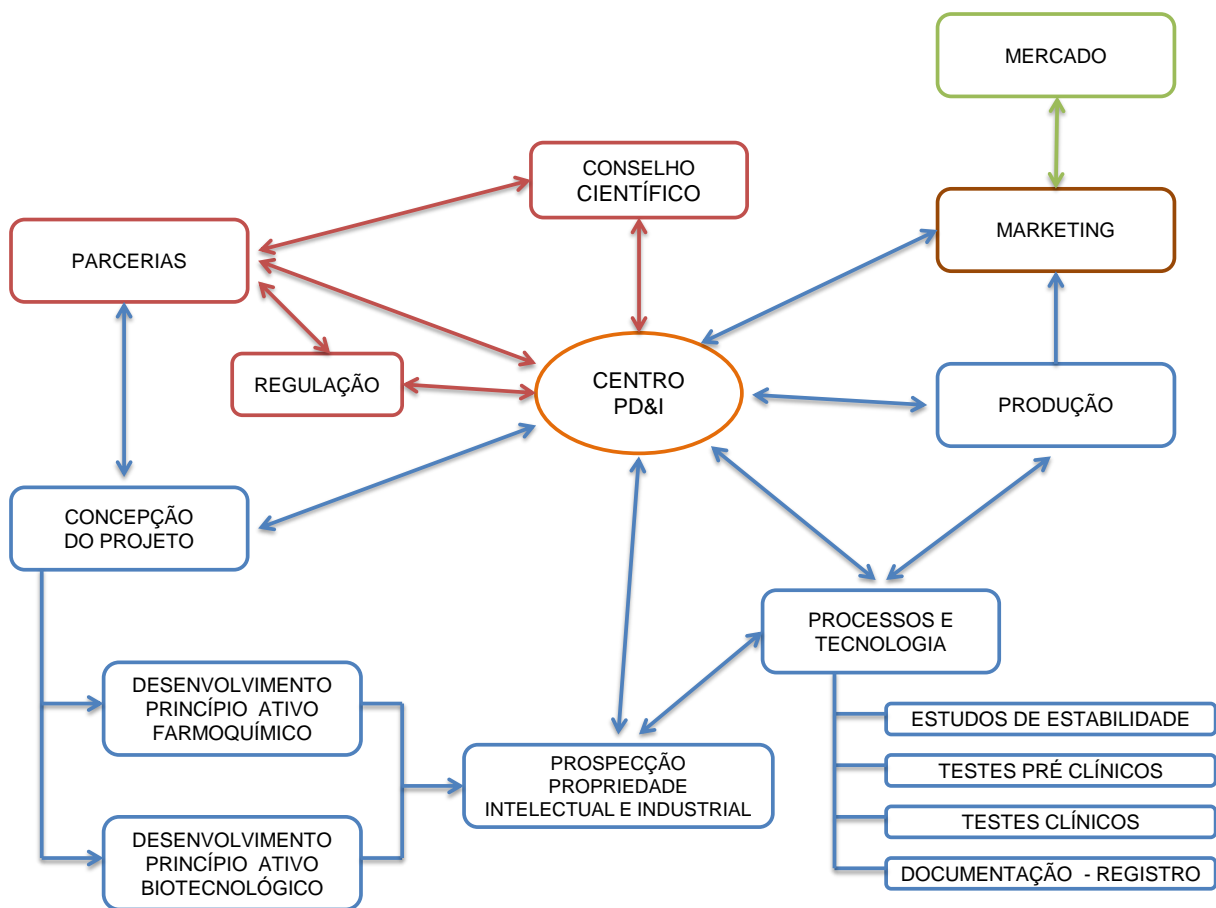 MERCADO
CONSELHO
CIENTÍFICO
PARCERIAS
MARKETING
REGULAÇÃO
CENTRO
PD&I
PRODUÇÃO
CONCEPÇÃO
DO PROJETO
PROCESSOS E
TECNOLOGIA
DESENVOLVIMENTO
PRINCÍPIO ATIVO
FARMOQUÍMICO
ESTUDOS DE ESTABILIDADE
PROSPECÇÃO
PROPRIEDADE
INTELECTUAL E INDUSTRIAL
TESTES PRÉ CLÍNICOS
TESTES CLÍNICOS
DESENVOLVIMENTO
PRINCÍPIO ATIVO
BIOTECNOLÓGICO
DOCUMENTAÇÃO - REGISTRO